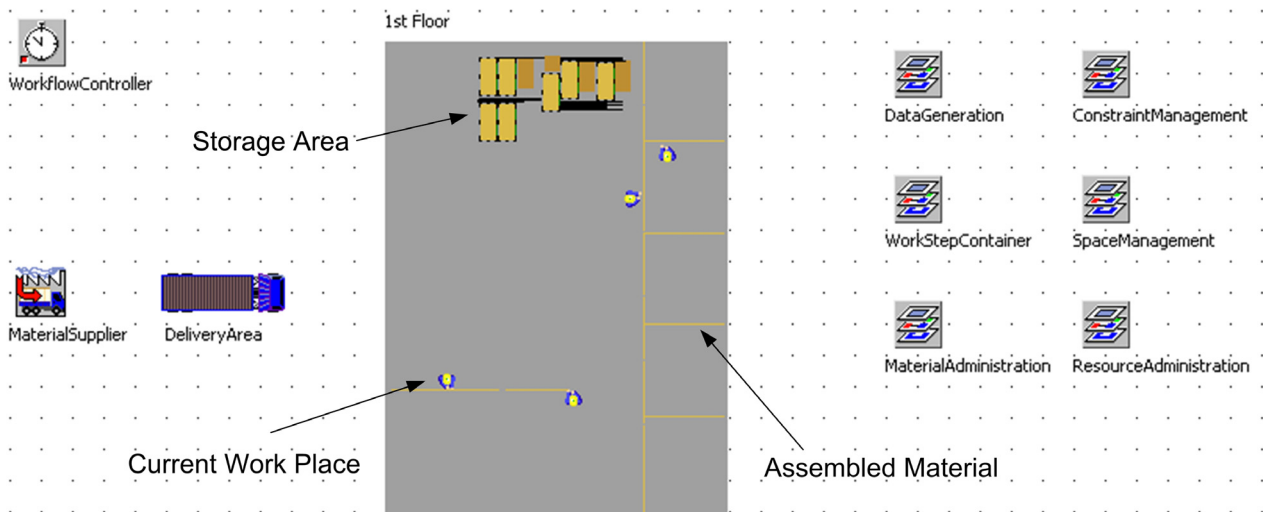 1st Floor
WorkflowController
DataGeneration
ConstraintManagement
Storage Area
WorkStepContainer
SpaceManagement
MaterialSupplier
DeliveryArea
MaterialAdministration
ResourceAdministration
Current Work Place
Assembled Material